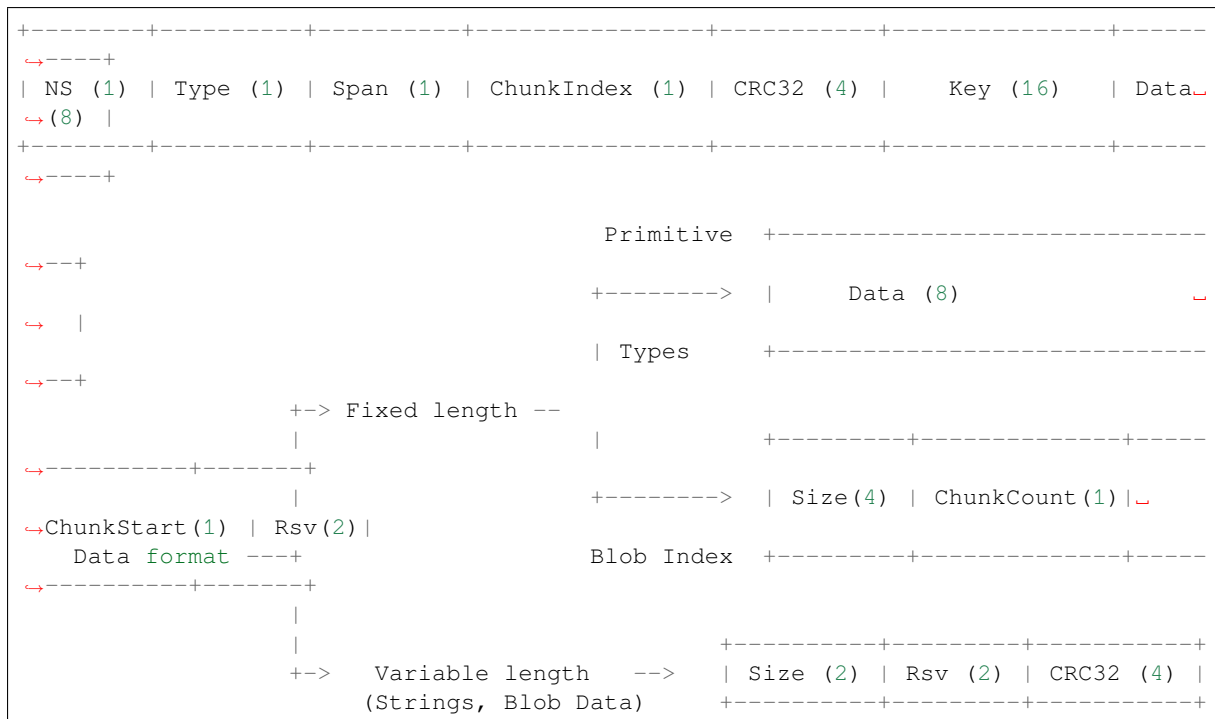 +--------+----------+----------+----------------+-----------+---------------+------
↪----+
| NS (1) | Type (1) | Span (1) | ChunkIndex (1) | CRC32 (4) |    Key (16)    | Data␣
↪(8) |
+--------+----------+----------+----------------+-----------+---------------+------
↪----+
                                        Primitive  +------------------------------
↪--+
                                       +-------->  |     Data (8)                ␣
↪  |
                                       | Types     +------------------------------
↪--+
                  +-> Fixed length --
                  |                    |           +---------+--------------+-----
↪----------+-------+
                  |                    +-------->  | Size(4) | ChunkCount(1)|␣
↪ChunkStart(1) | Rsv(2)|
   Data format ---+                    Blob Index  +---------+--------------+-----
↪----------+-------+
                  |
                  |                             +----------+---------+-----------+
                  +->   Variable length   -->   | Size (2) | Rsv (2) | CRC32 (4) |
                       (Strings, Blob Data)     +----------+---------+-----------+